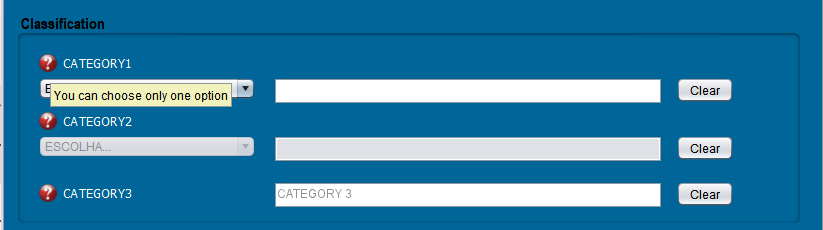 Classification
CATEGORY1
You can choose only one option
Clear
CATEGORY2
ESCOLHA...
Clear
CATEGORY3
CATEGORY 3
Clear